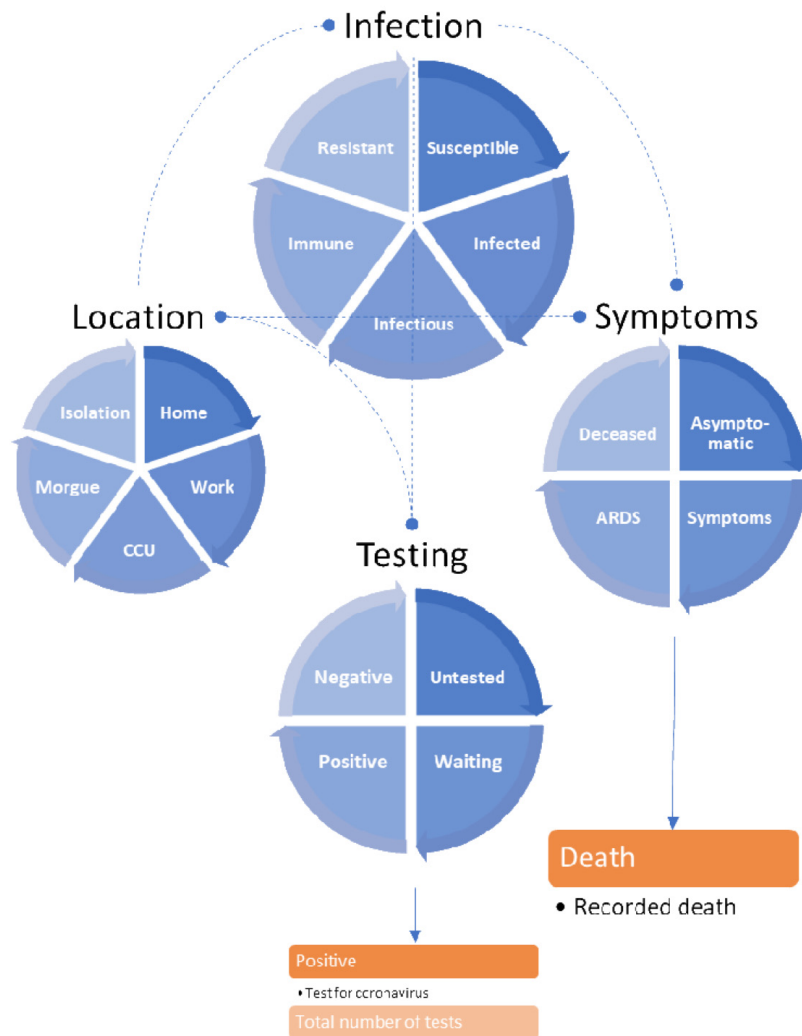 Infection
Resistant
Susceptible
Immune
Infected
Infectious
Location
Symptoms
Isolation
Home
Morgue
Work
CCU
Deceased
Asympto-
matic
ARDS
Symptoms
Testing
Negative
Untested
Positive
Waiting
Death
• Recorded death
Positive
• Test for coronavirus
Total number of tests